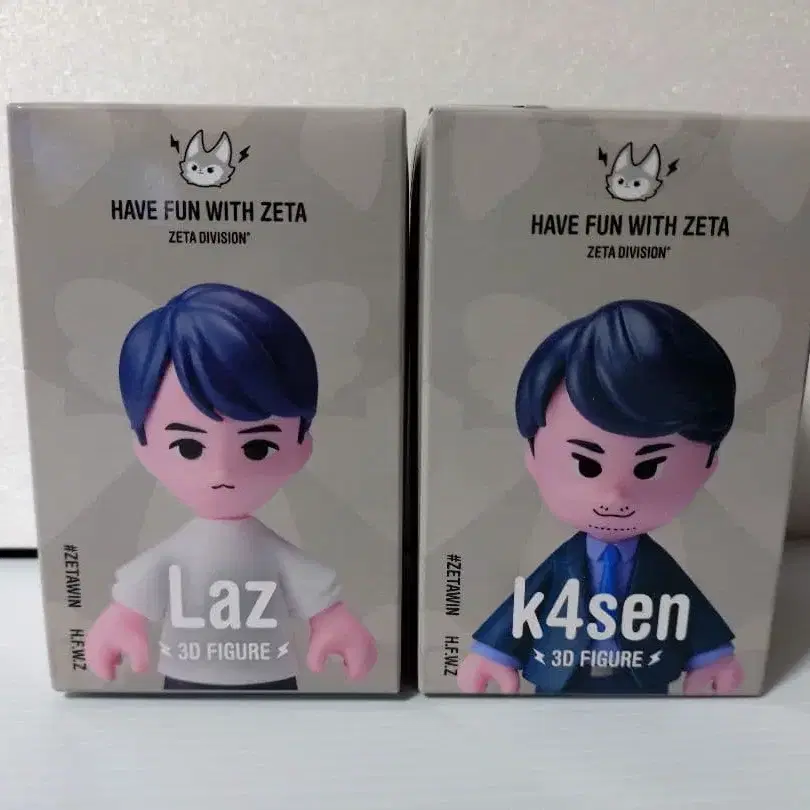 HAVE FUN WITH ZETA
ZETA DIVISION®
#ZETAWIN H.F.W.Z
Laz
3D FIGURE
HAVE FUN WITH ZETA
ZETA DIVISION®
#ZETAWIN H.F.W.Z
k4sen
3D FIGURE